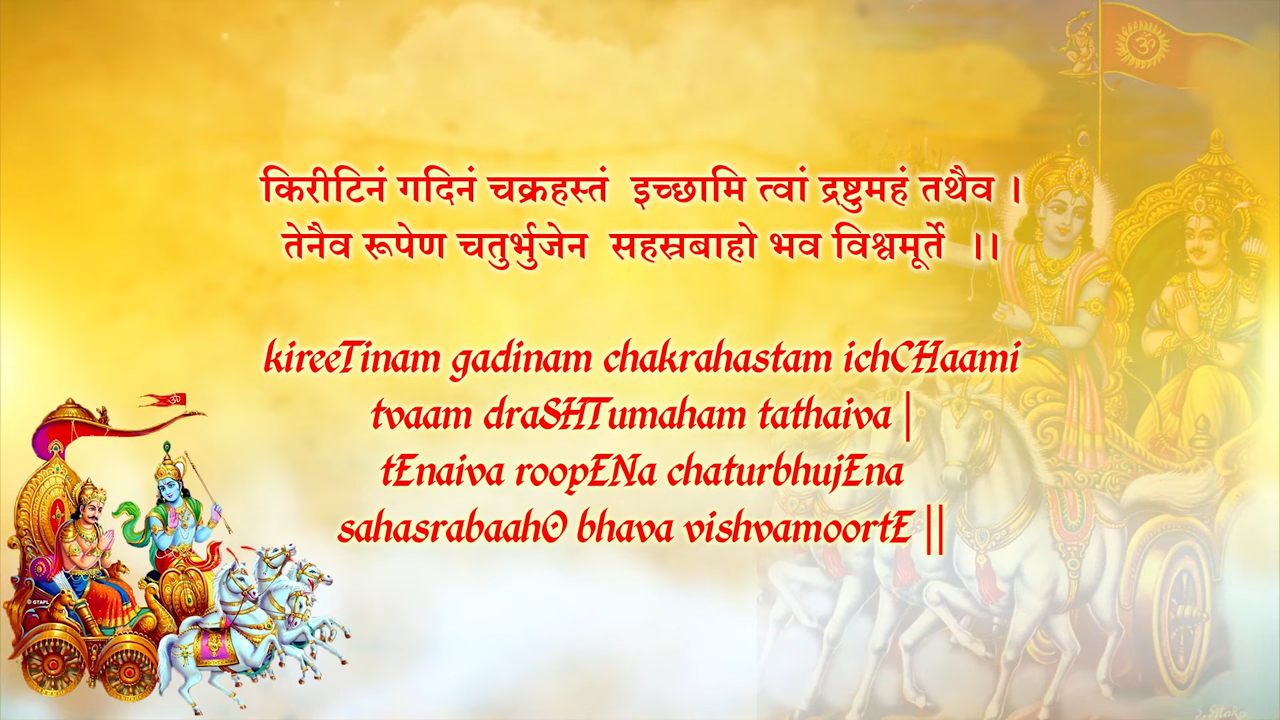 ॐ
किरीटिनं गदिनं चक्रहस्तं इच्छामि त्वां द्रष्टुमहं तथैव ।
तेनैव रूपेण चतुर्भुजेन सहस्रबाहो भव विश्वमूर्ते ।।
kireeTinam gadinam chakrahastam ichCHaami
tvaam draSHTumaham tathaiva |
tEnaiva roopENa chaturbhujEna
sahasrabaahO bhava vishvamoortE ||
ॐ
© GTAPL